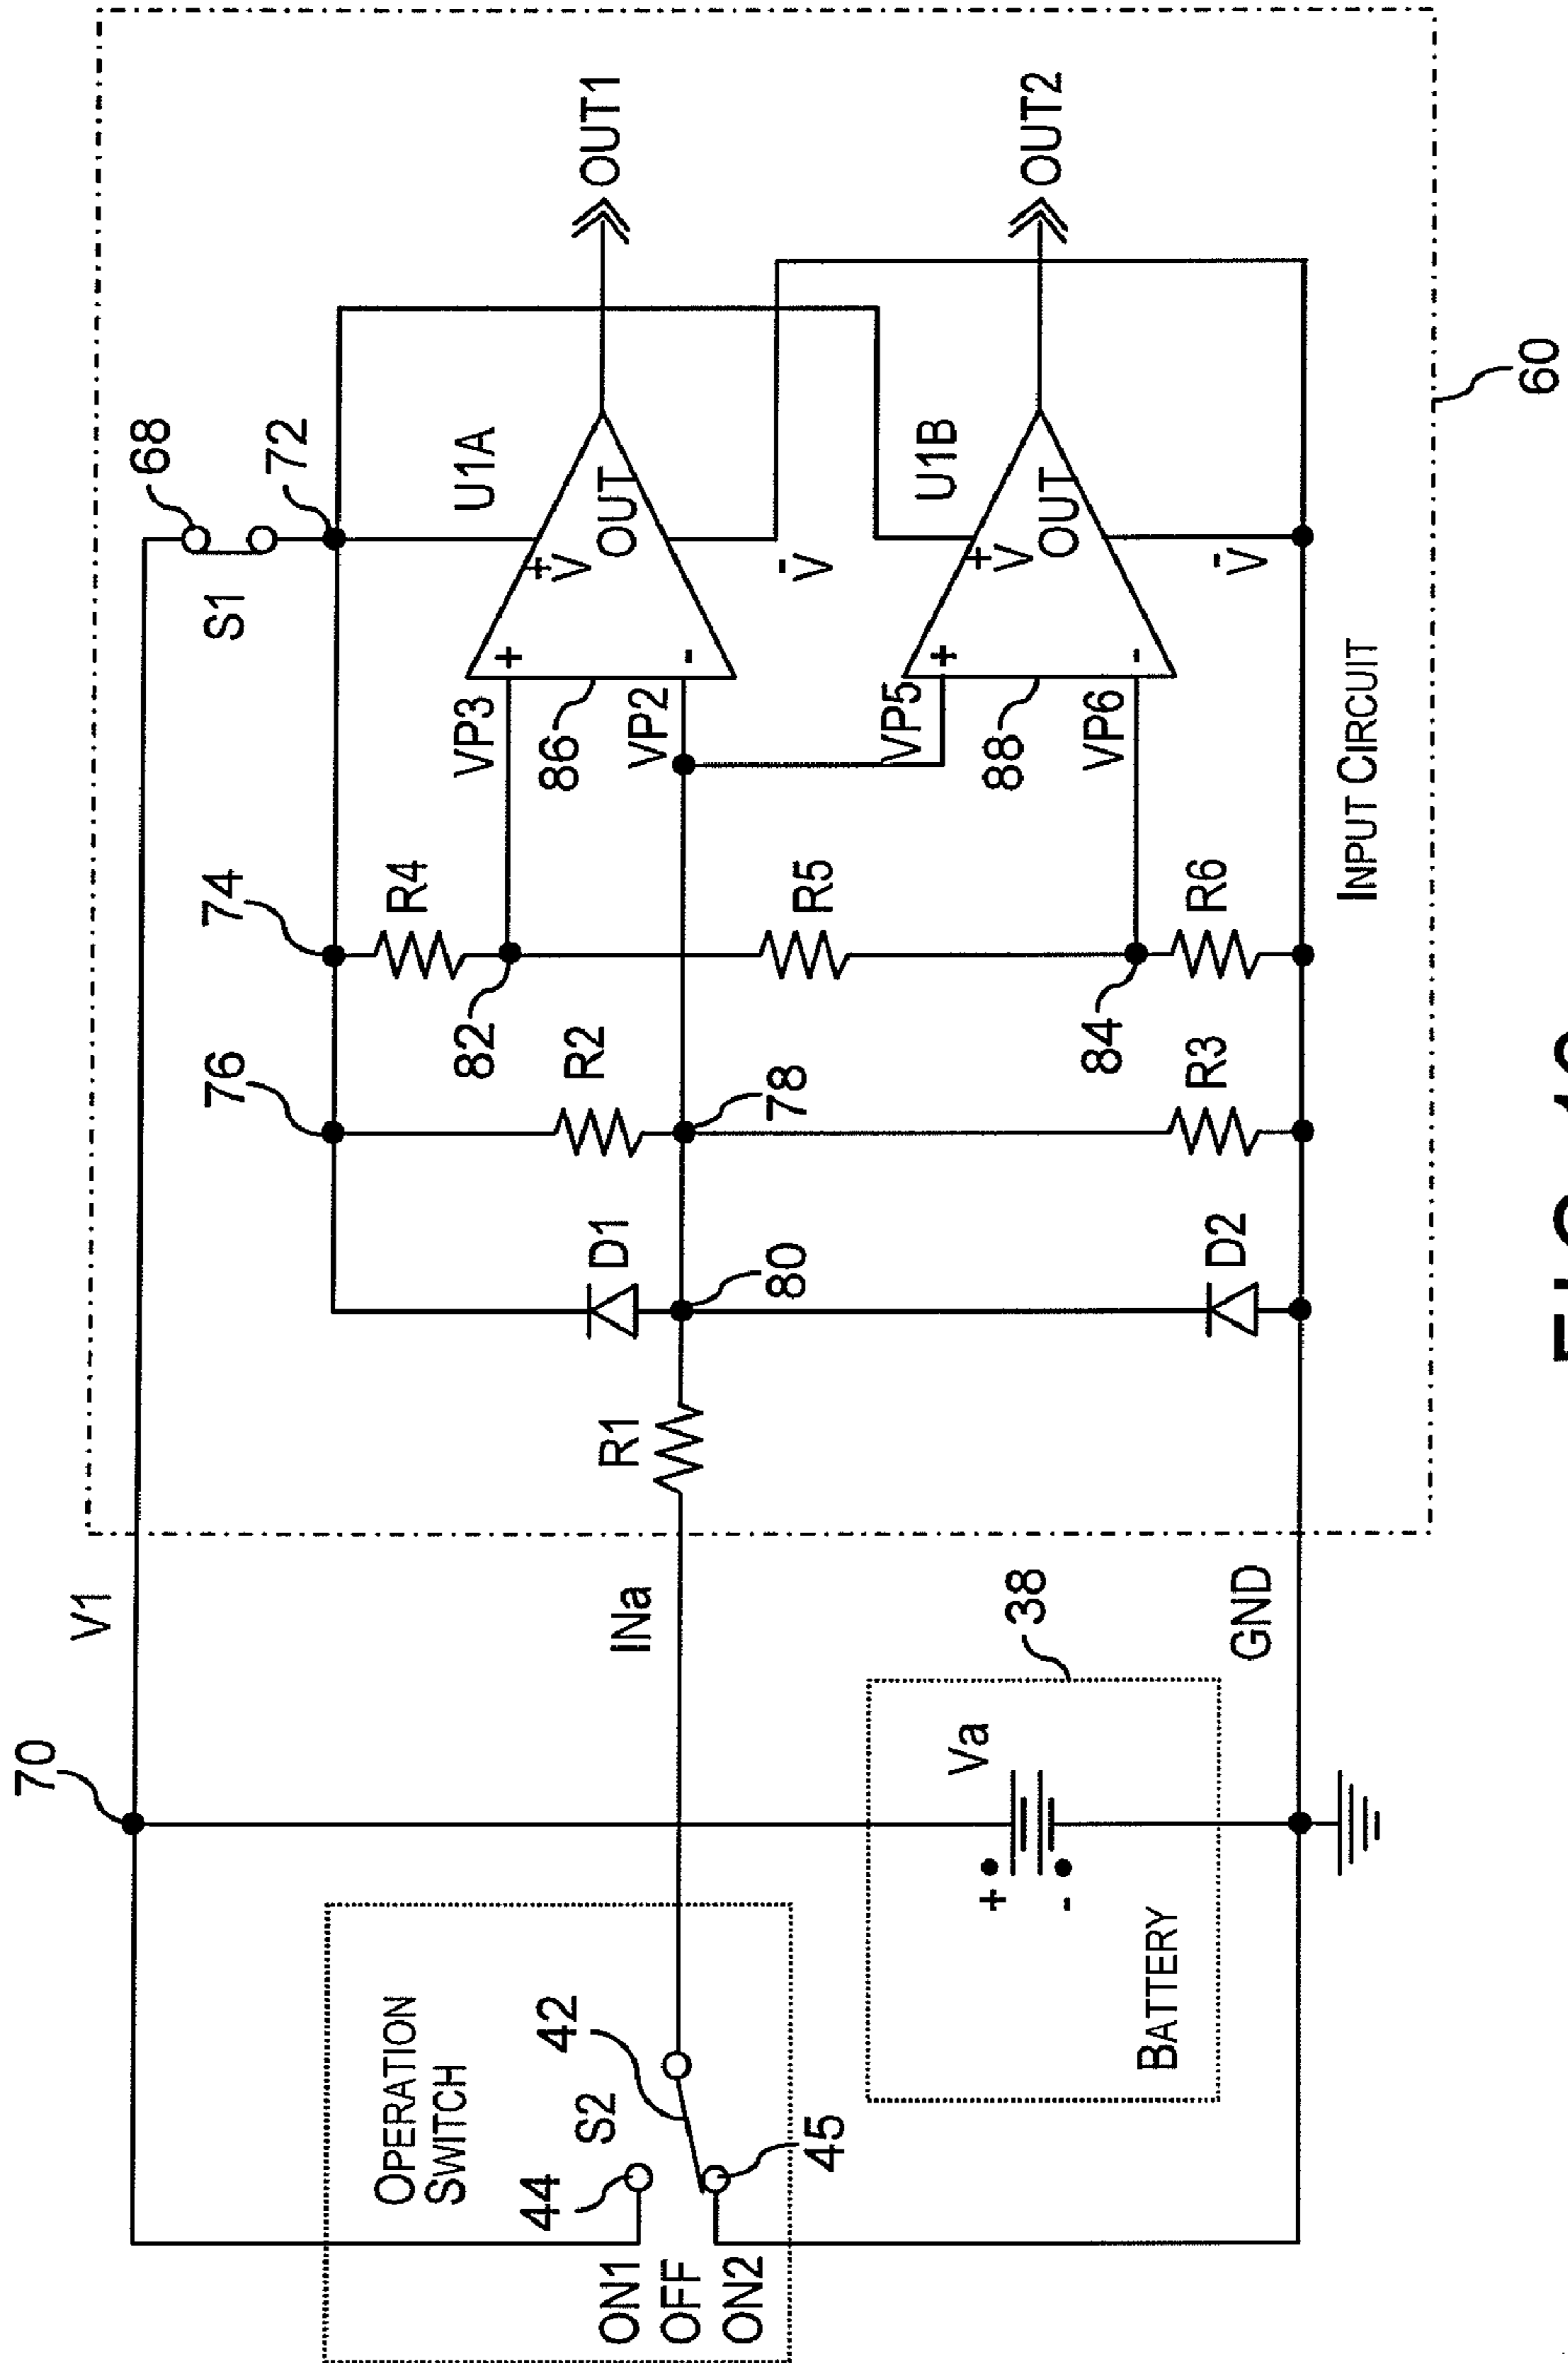 70
V1
68
S1
72
74
76
OPERATION
SWITCH
S2
42
44
45
ON1
OFF
ON2
INa
R1
D1
80
R2
78
R4
82
VP3
86
VP2
U1A
+
-
+
V
OUT
-
V
OUT1
R5
VP5
88
VP6
84
U1B
+
-
+
V
OUT
-
V
OUT2
R3
R6
D2
Va
+
-
38
BATTERY
GND
INPUT CIRCUIT
60